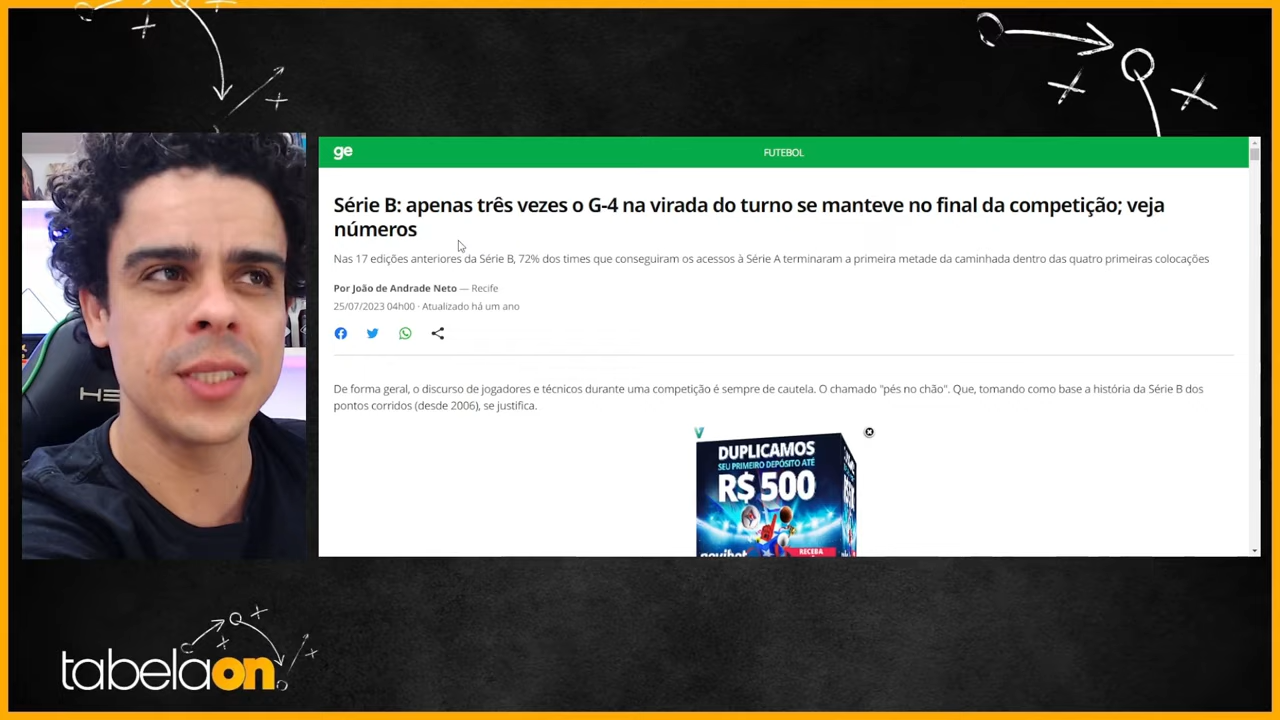 ge
FUTEBOL
Série B: apenas três vezes o G-4 na virada do turno se manteve no final da competição; veja
números
Nas 17 edições anteriores da Série B, 72% dos times que conseguiram os acessos à Série A terminaram a primeira metade da caminhada dentro das quatro primeiras colocações
Por João de Andrade Neto — Recife
25/07/2023 04h00 · Atualizado há um ano
De forma geral, o discurso de jogadores e técnicos durante uma competição é sempre de cautela. O chamado "pés no chão". Que, tomando como base a história da Série B dos
pontos corridos (desde 2006), se justifica.
DUPLICAMOS
SEU PRIMEIRO DEPÓSITO ATÉ
R$ 500
novibet
RECEBA
HE
tabelaon